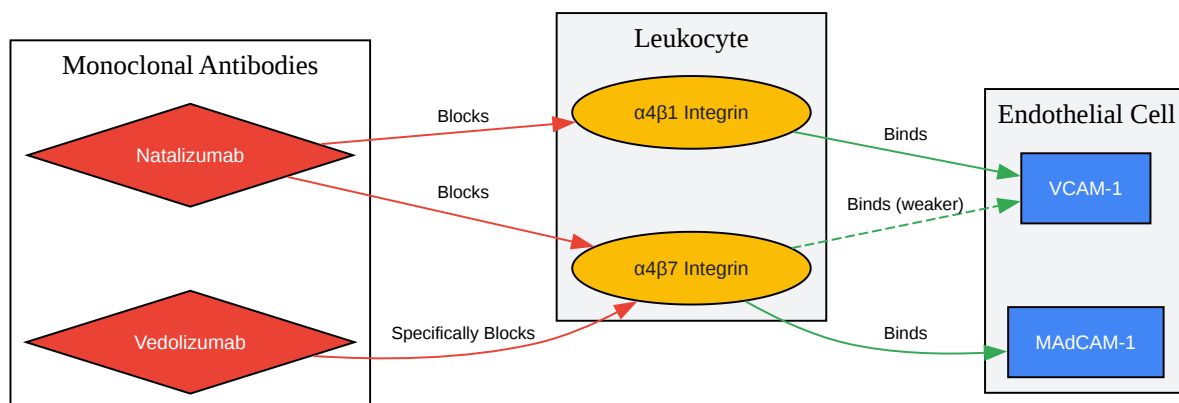 Monoclonal Antibodies
Natalizumab
Vedolizumab
Blocks
Blocks
Specifically Blocks
Leukocyte
α4β1 Integrin
α4β7 Integrin
Binds
Binds (weaker)
Binds
Endothelial Cell
VCAM-1
MAdCAM-1